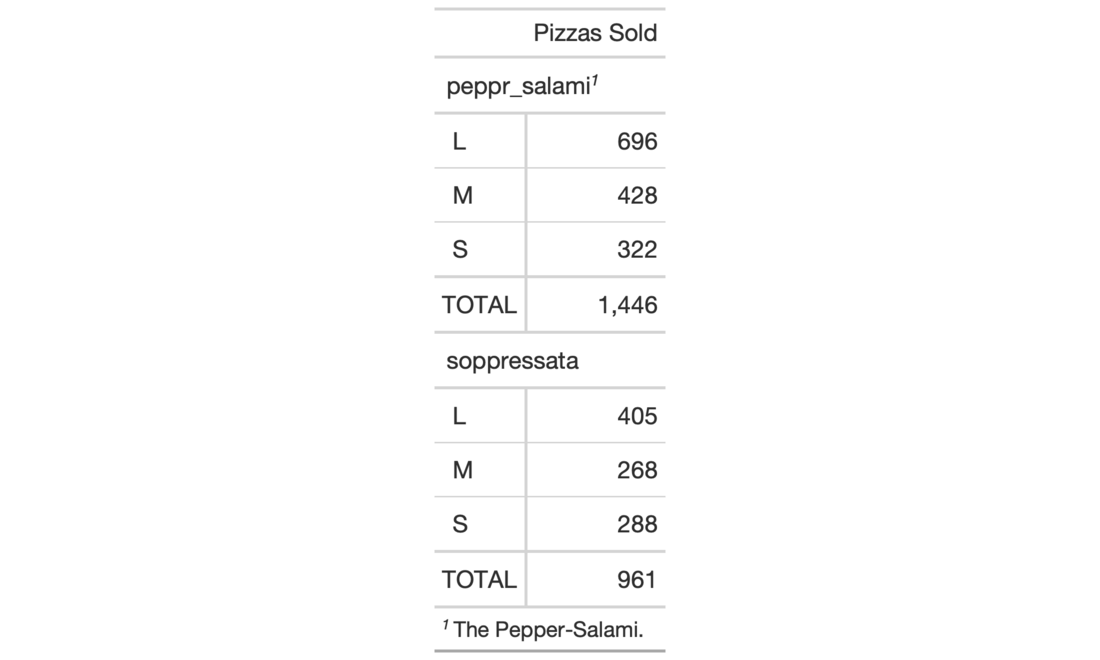 Pizzas Sold
peppr_salami¹
L 696
M 428
S 322
TOTAL 1,446
soppressata
L 405
M 268
S 288
TOTAL 961
¹ The Pepper-Salami.